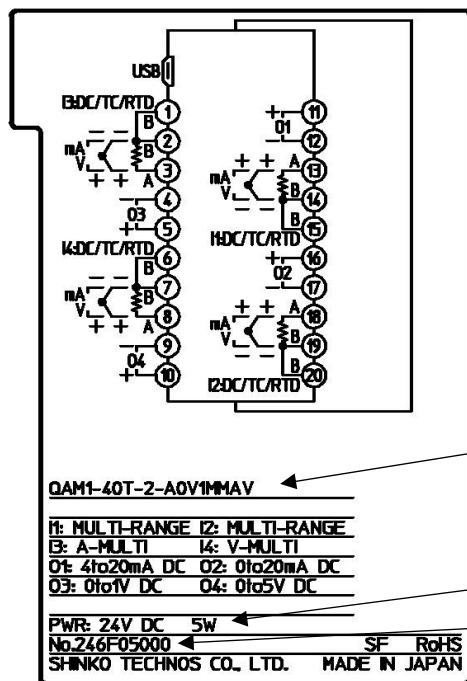 USB
I3:DC/TC/RTD
B
1
2
B
3
A
mA
V
− −
+ +
4
−
O3
+
5
I4:DC/TC/RTD
6
B
7
B
8
A
mA
V
− −
+ +
9
−
O4
+
10
11
+
O1
−
12
13
A
14
B
15
B
mA
V
+ +
− −
I1:DC/TC/RTD
16
+
O2
−
17
18
A
19
B
20
B
mA
V
+ +
− −
I2:DC/TC/RTD
QAM1-40T-2-A0V1MMAV
I1: MULTI-RANGE I2: MULTI-RANGE
I3: A-MULTI I4: V-MULTI
O1: 4to20mA DC O2: 0to20mA DC
O3: 0to1V DC O4: 0to5V DC
PWR: 24V DC 5W
No.246F05000 SF RoHS
SHINKO TECHNOS CO., LTD. MADE IN JAPAN